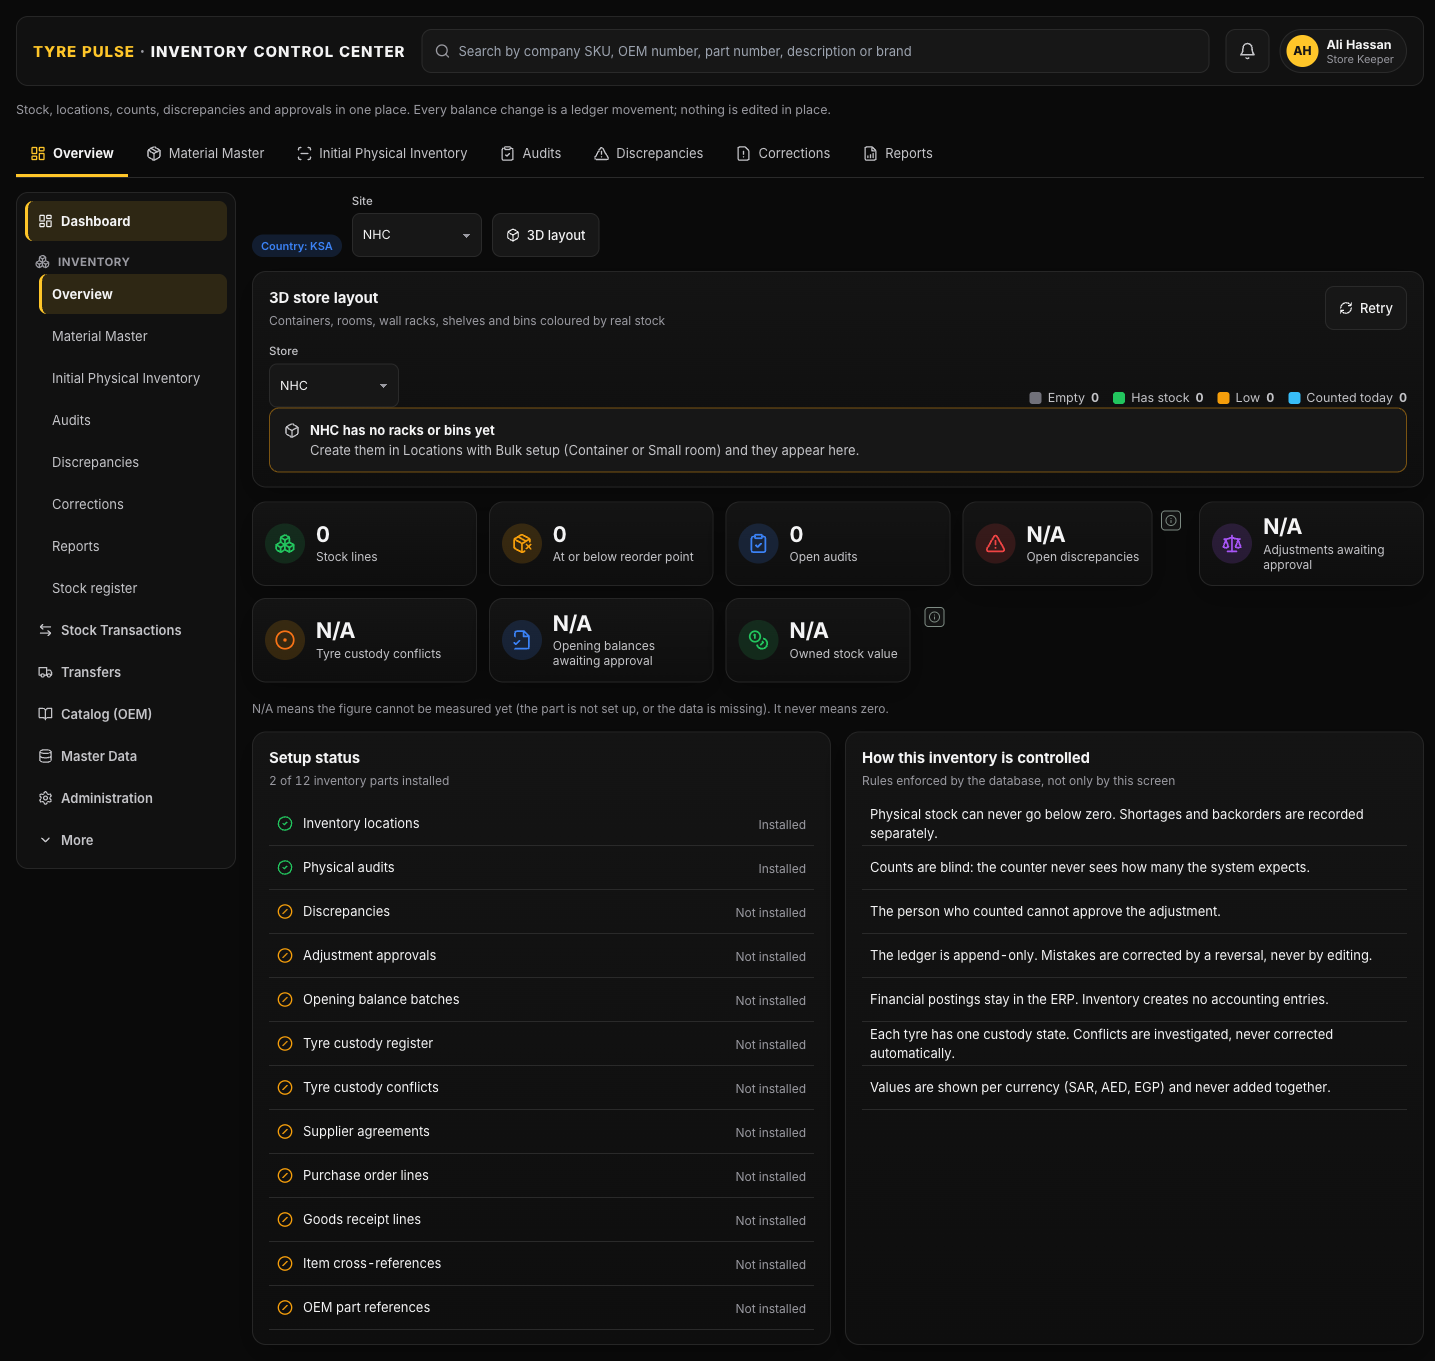 TYRE PULSE · INVENTORY CONTROL CENTER
Search by company SKU, OEM number, part number, description or brand
AH
Ali Hassan
Store Keeper
Stock, locations, counts, discrepancies and approvals in one place. Every balance change is a ledger movement; nothing is edited in place.
Overview
Material Master
Initial Physical Inventory
Audits
Discrepancies
Corrections
Reports
Dashboard
INVENTORY
Overview
Material Master
Initial Physical Inventory
Audits
Discrepancies
Corrections
Reports
Stock register
Stock Transactions
Transfers
Catalog (OEM)
Master Data
Administration
More
Country: KSA
Site
NHC
3D layout
3D store layout
Containers, rooms, wall racks, shelves and bins coloured by real stock
Retry
Store
NHC
Empty 0
Has stock 0
Low 0
Counted today 0
NHC has no racks or bins yet
Create them in Locations with Bulk setup (Container or Small room) and they appear here.
0
Stock lines
0
At or below reorder point
0
Open audits
N/A
Open discrepancies
N/A
Adjustments awaiting
approval
N/A
Tyre custody conflicts
N/A
Opening balances
awaiting approval
N/A
Owned stock value
N/A means the figure cannot be measured yet (the part is not set up, or the data is missing). It never means zero.
Setup status
2 of 12 inventory parts installed
Inventory locations Installed
Physical audits Installed
Discrepancies Not installed
Adjustment approvals Not installed
Opening balance batches Not installed
Tyre custody register Not installed
Tyre custody conflicts Not installed
Supplier agreements Not installed
Purchase order lines Not installed
Goods receipt lines Not installed
Item cross-references Not installed
OEM part references Not installed
How this inventory is controlled
Rules enforced by the database, not only by this screen
Physical stock can never go below zero. Shortages and backorders are recorded
separately.
Counts are blind: the counter never sees how many the system expects.
The person who counted cannot approve the adjustment.
The ledger is append-only. Mistakes are corrected by a reversal, never by editing.
Financial postings stay in the ERP. Inventory creates no accounting entries.
Each tyre has one custody state. Conflicts are investigated, never corrected
automatically.
Values are shown per currency (SAR, AED, EGP) and never added together.